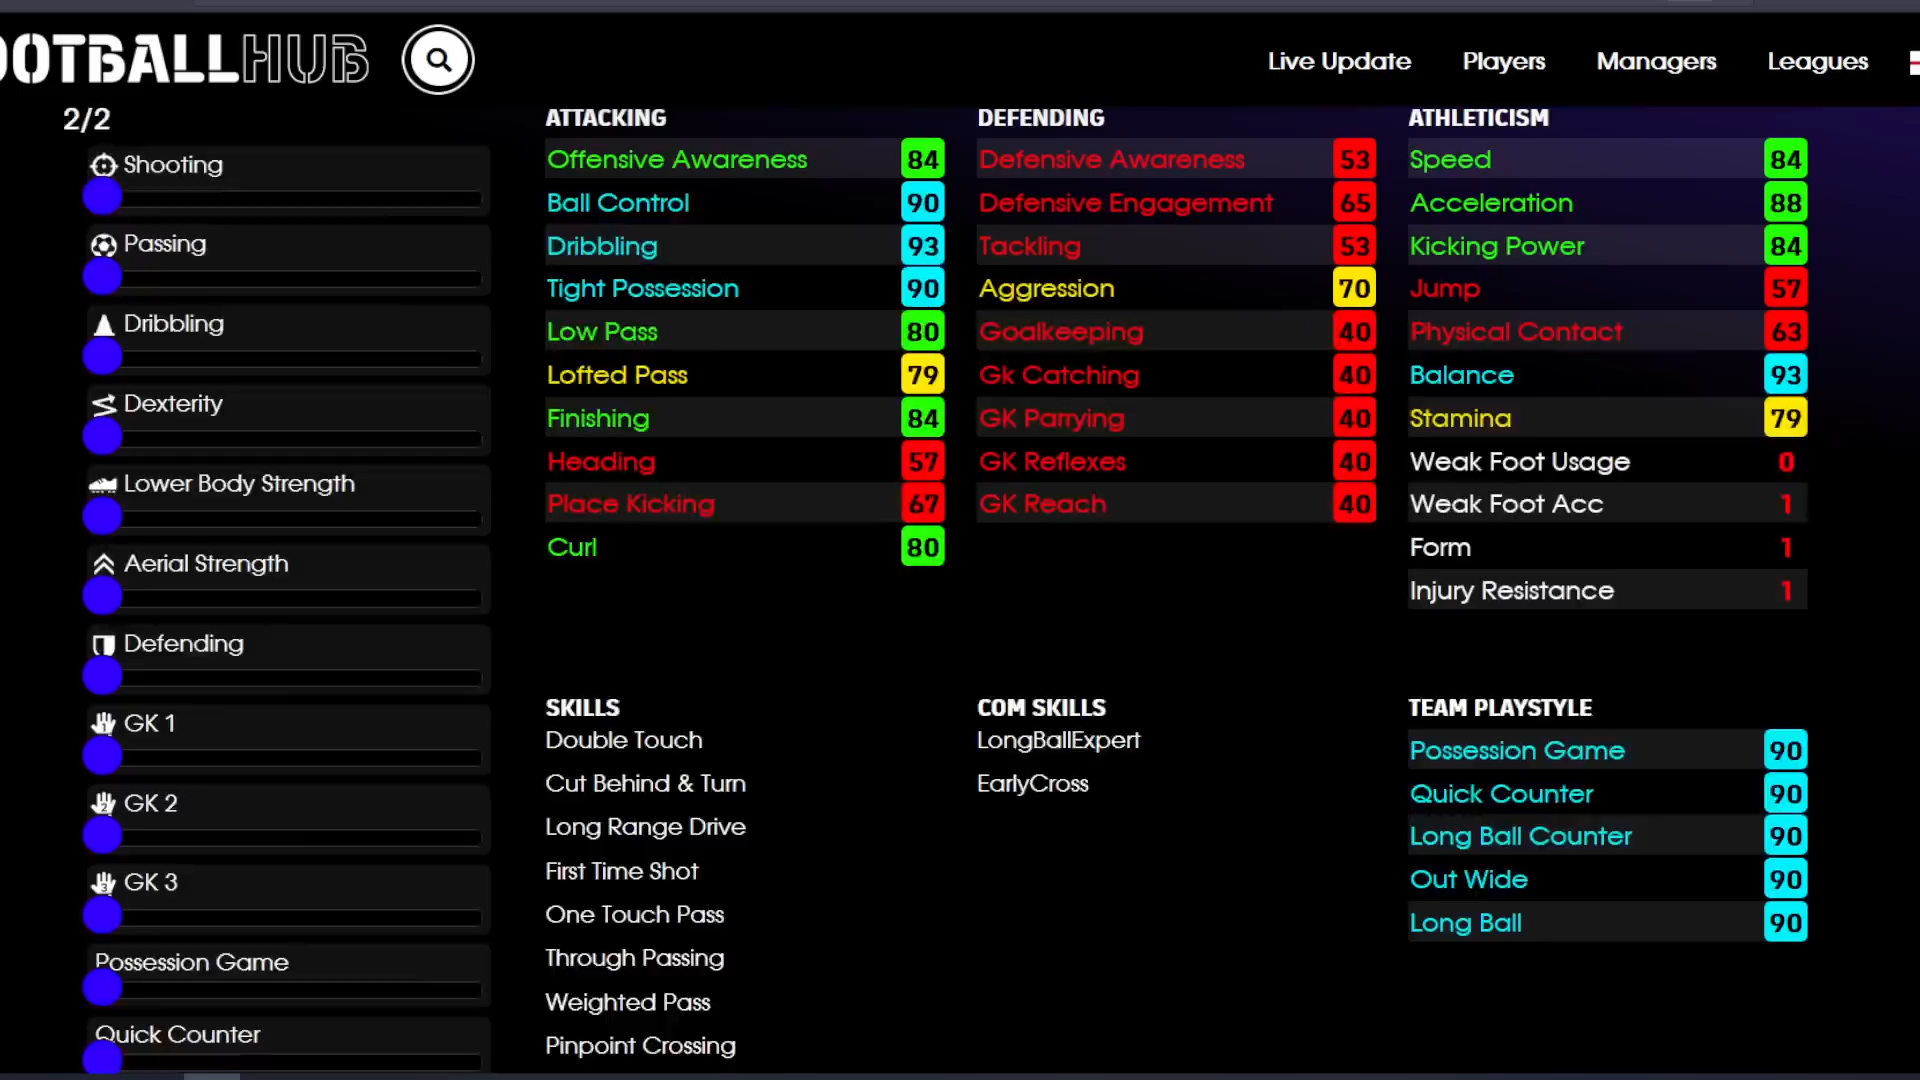 OOTBALLHUB
Live Update Players Managers Leagues
2/2
Shooting
Passing
Dribbling
Dexterity
Lower Body Strength
Aerial Strength
Defending
GK 1
GK 2
GK 3
Possession Game
Quick Counter
ATTACKING
Offensive Awareness 84
Ball Control 90
Dribbling 93
Tight Possession 90
Low Pass 80
Lofted Pass 79
Finishing 84
Heading 57
Place Kicking 67
Curl 80
DEFENDING
Defensive Awareness 53
Defensive Engagement 65
Tackling 53
Aggression 70
Goalkeeping 40
Gk Catching 40
GK Parrying 40
GK Reflexes 40
GK Reach 40
ATHLETICISM
Speed 84
Acceleration 88
Kicking Power 84
Jump 57
Physical Contact 63
Balance 93
Stamina 79
Weak Foot Usage 0
Weak Foot Acc 1
Form 1
Injury Resistance 1
SKILLS
Double Touch
Cut Behind & Turn
Long Range Drive
First Time Shot
One Touch Pass
Through Passing
Weighted Pass
Pinpoint Crossing
COM SKILLS
LongBallExpert
EarlyCross
TEAM PLAYSTYLE
Possession Game 90
Quick Counter 90
Long Ball Counter 90
Out Wide 90
Long Ball 90